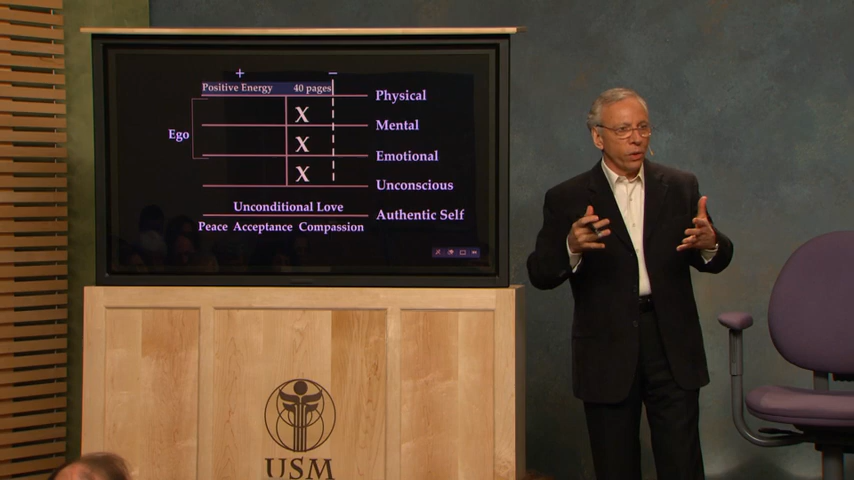 + −
Positive Energy 40 pages
Physical
X
Mental
Ego
X
Emotional
X
Unconscious
Unconditional Love
Authentic Self
Peace Acceptance Compassion
USM